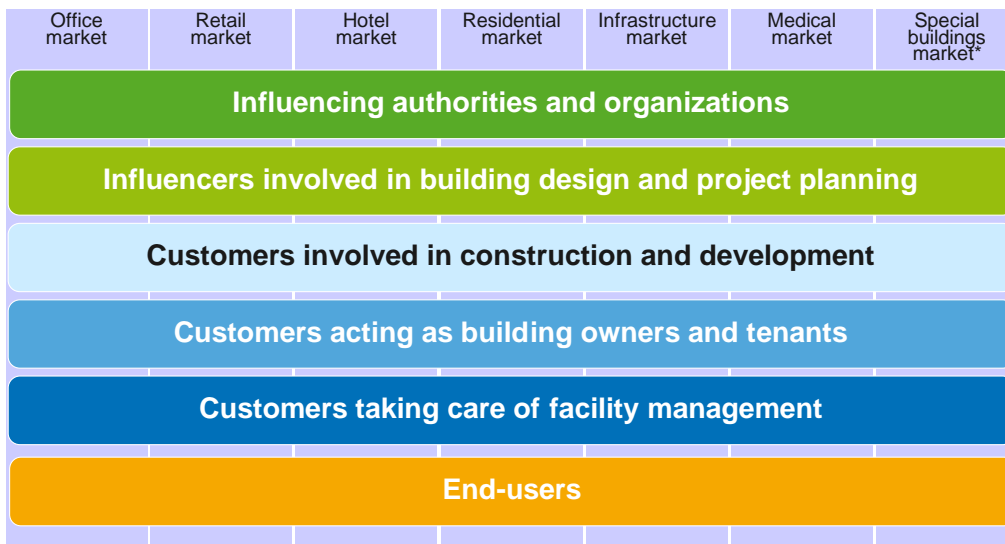 Office
market
Retail
market
Hotel
market
Residential
market
Infrastructure
market
Medical
market
Special
buildings
market*
Influencing authorities and organizations
Influencers involved in building design and project planning
Customers involved in construction and development
Customers acting as building owners and tenants
Customers taking care of facility management
End-users